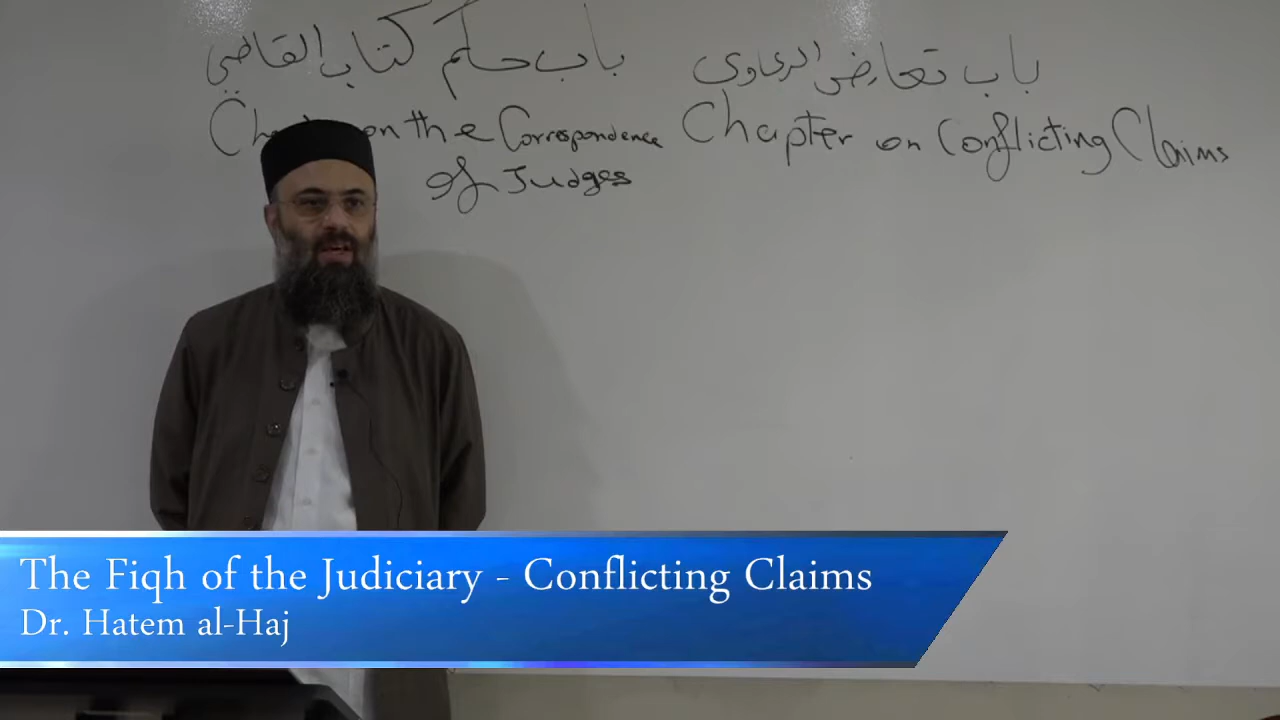 باب حكم كتاب القاضي
on the Correspondence
of Judges
باب تعارض الدعاوى
Chapter on Conflicting Claims
The Fiqh of the Judiciary - Conflicting Claims
Dr. Hatem al-Haj